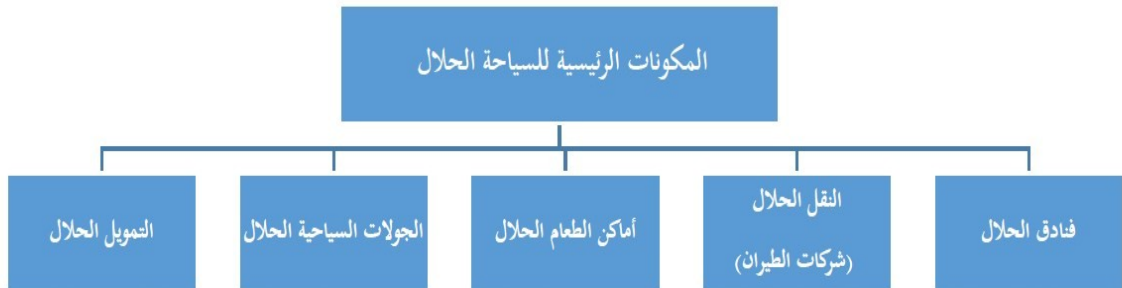 المكونات الرئيسية للسياحة الحلال
فنادق الحلال
النقل الحلال
(شركات الطيران)
أماكن الطعام الحلال
الجولات السياحية الحلال
التمويل الحلال